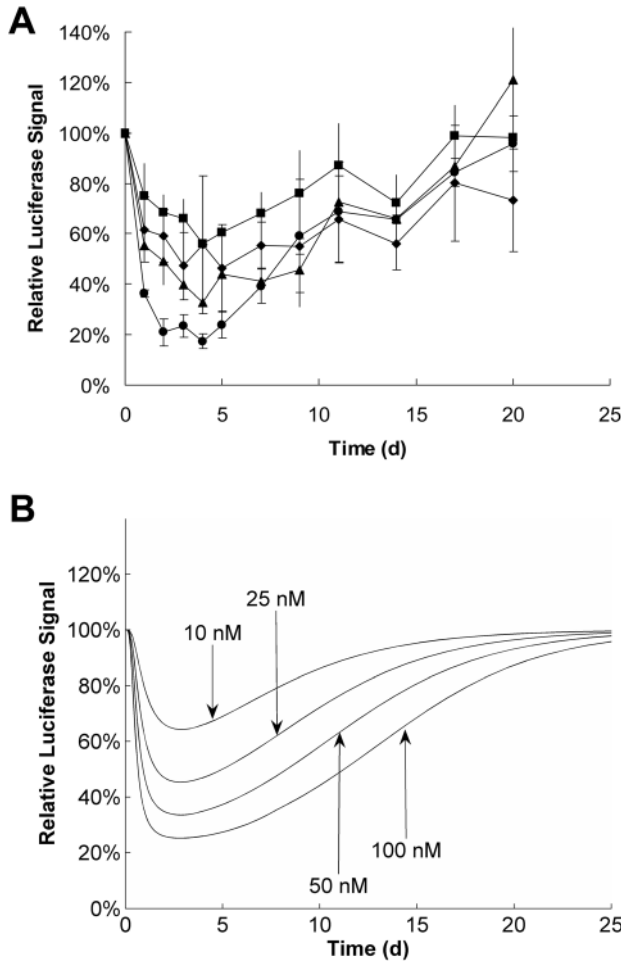 A
140%
120%
100%
80%
60%
40%
20%
0%
Relative Luciferase Signal
0 5 10 15 20 25
Time (d)
B
120%
100%
80%
60%
40%
20%
0%
Relative Luciferase Signal
25 nM
10 nM
100 nM
50 nM
0 5 10 15 20 25
Time (d)